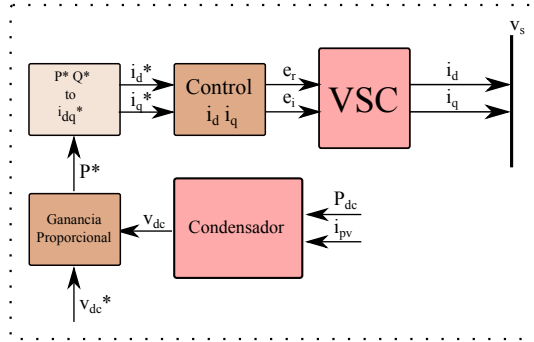 v_s
P* Q*
to
i_dq*
i_d*
i_q*
Control
i_d i_q
e_r
e_i
VSC
i_d
i_q
P*
Ganancia
Proporcional
v_dc
Condensador
P_dc
i_pv
v_dc*